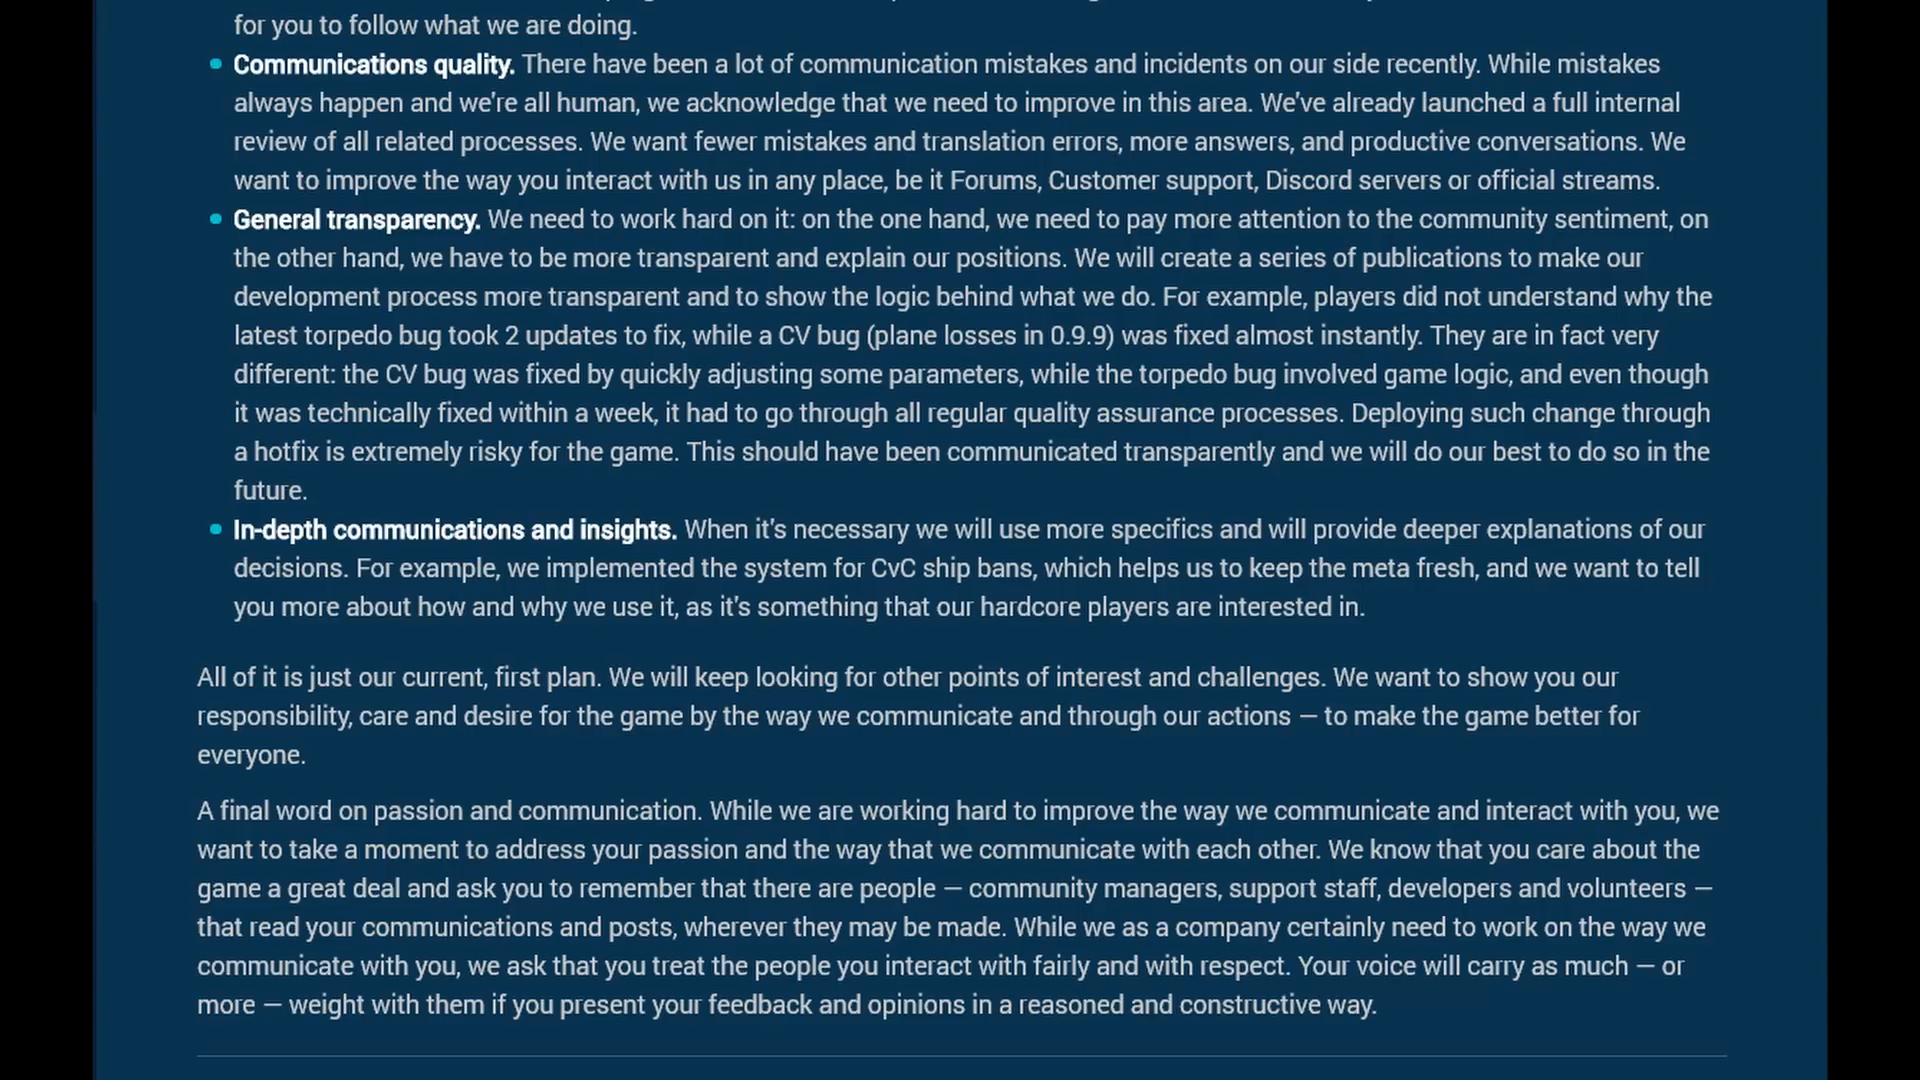 for you to follow what we are doing.
Communications quality. There have been a lot of communication mistakes and incidents on our side recently. While mistakes
always happen and we're all human, we acknowledge that we need to improve in this area. We've already launched a full internal
review of all related processes. We want fewer mistakes and translation errors, more answers, and productive conversations. We
want to improve the way you interact with us in any place, be it Forums, Customer support, Discord servers or official streams.
General transparency. We need to work hard on it: on the one hand, we need to pay more attention to the community sentiment, on
the other hand, we have to be more transparent and explain our positions. We will create a series of publications to make our
development process more transparent and to show the logic behind what we do. For example, players did not understand why the
latest torpedo bug took 2 updates to fix, while a CV bug (plane losses in 0.9.9) was fixed almost instantly. They are in fact very
different: the CV bug was fixed by quickly adjusting some parameters, while the torpedo bug involved game logic, and even though
it was technically fixed within a week, it had to go through all regular quality assurance processes. Deploying such change through
a hotfix is extremely risky for the game. This should have been communicated transparently and we will do our best to do so in the
future.
In-depth communications and insights. When it's necessary we will use more specifics and will provide deeper explanations of our
decisions. For example, we implemented the system for CvC ship bans, which helps us to keep the meta fresh, and we want to tell
you more about how and why we use it, as it's something that our hardcore players are interested in.
All of it is just our current, first plan. We will keep looking for other points of interest and challenges. We want to show you our
responsibility, care and desire for the game by the way we communicate and through our actions — to make the game better for
everyone.
A final word on passion and communication. While we are working hard to improve the way we communicate and interact with you, we
want to take a moment to address your passion and the way that we communicate with each other. We know that you care about the
game a great deal and ask you to remember that there are people — community managers, support staff, developers and volunteers —
that read your communications and posts, wherever they may be made. While we as a company certainly need to work on the way we
communicate with you, we ask that you treat the people you interact with fairly and with respect. Your voice will carry as much — or
more — weight with them if you present your feedback and opinions in a reasoned and constructive way.